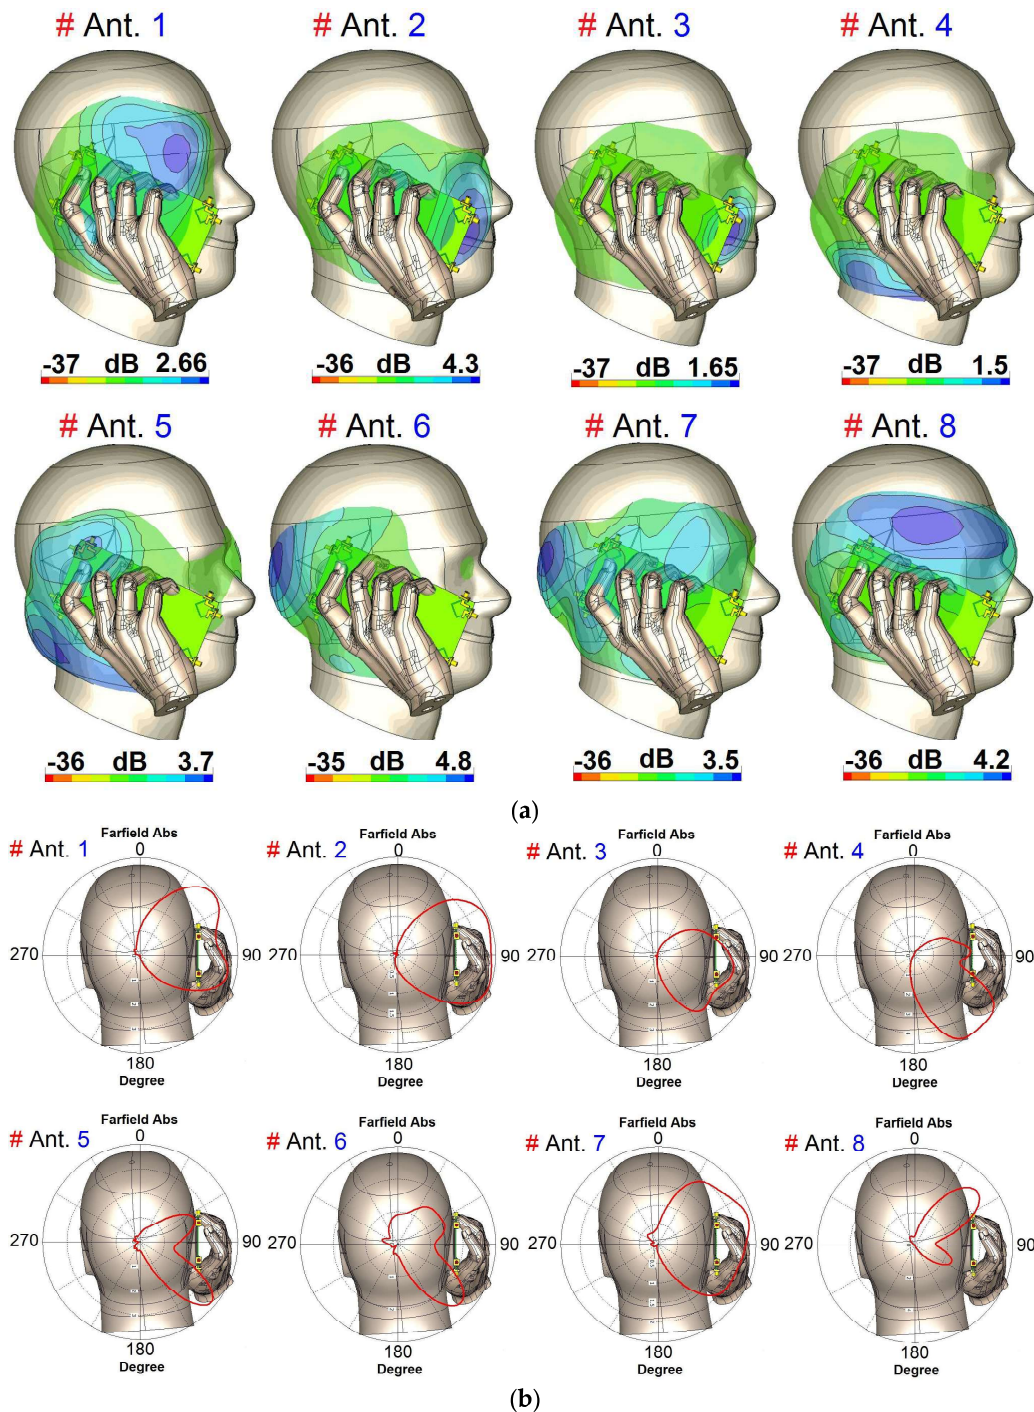 # Ant. 1 # Ant. 2 # Ant. 3 # Ant. 4
-37 dB 2.66 -36 dB 4.3 -37 dB 1.65 -37 dB 1.5
# Ant. 5 # Ant. 6 # Ant. 7 # Ant. 8
-36 dB 3.7 -35 dB 4.8 -36 dB 3.5 -36 dB 4.2
(a)
Farfield Abs Farfield Abs Farfield Abs Farfield Abs
# Ant. 1 0 # Ant. 2 0 # Ant. 3 0 # Ant. 4 0
270 90 270 90 270 90 270 90
180 180 180 180
Degree Degree Degree Degree
Farfield Abs Farfield Abs Farfield Abs Farfield Abs
# Ant. 5 0 # Ant. 6 0 # Ant. 7 0 # Ant. 8 0
270 90 270 90 270 90 270 90
180 180 180 180
Degree Degree Degree Degree
(b)